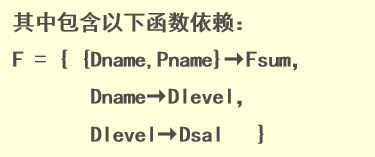 其中包含以下函数依赖：
F = { {Dname,Pname}→Fsum,
Dname→Dlevel,
Dlevel→Dsal }